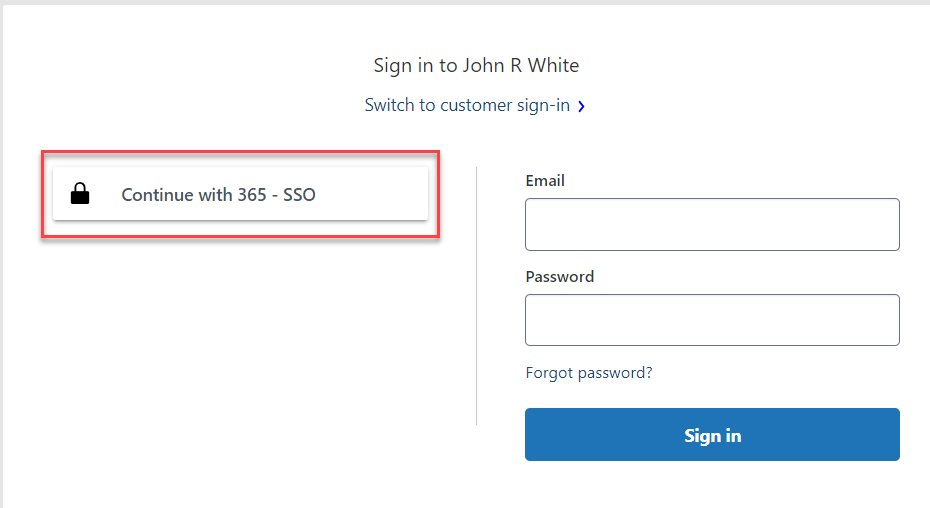 Sign in to John R White
Switch to customer sign-in
Continue with 365 - SSO
Email
Password
Forgot password?
Sign in